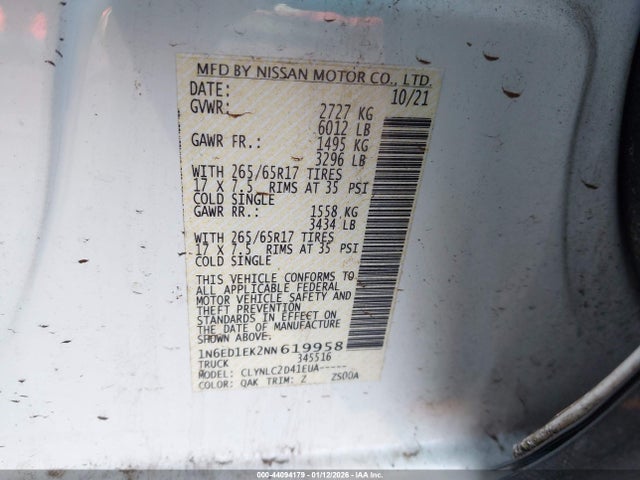 MFD BY NISSAN MOTOR CO., LTD.
DATE: 10/21
GVWR: 2727 KG
6012 LB
GAWR FR.: 1495 KG
3296 LB
WITH 265/65R17 TIRES
17 X 7.5 RIMS AT 35 PSI
COLD SINGLE
GAWR RR.: 1558 KG
3434 LB
WITH 265/65R17 TIRES
17 X 7.5 RIMS AT 35 PSI
COLD SINGLE
THIS VEHICLE CONFORMS TO
ALL APPLICABLE FEDERAL
MOTOR VEHICLE SAFETY AND
THEFT PREVENTION
STANDARDS IN EFFECT ON
THE DATE OF MANUFACTURE
SHOWN ABOVE.
1N6ED1EK2NN619958
TRUCK 345516
MODEL: CLYNLC2D41EUA-----
COLOR: QAK TRIM: Z ZS00A
000-44094179 - 01/12/2026 - IAA Holdings, LLC.